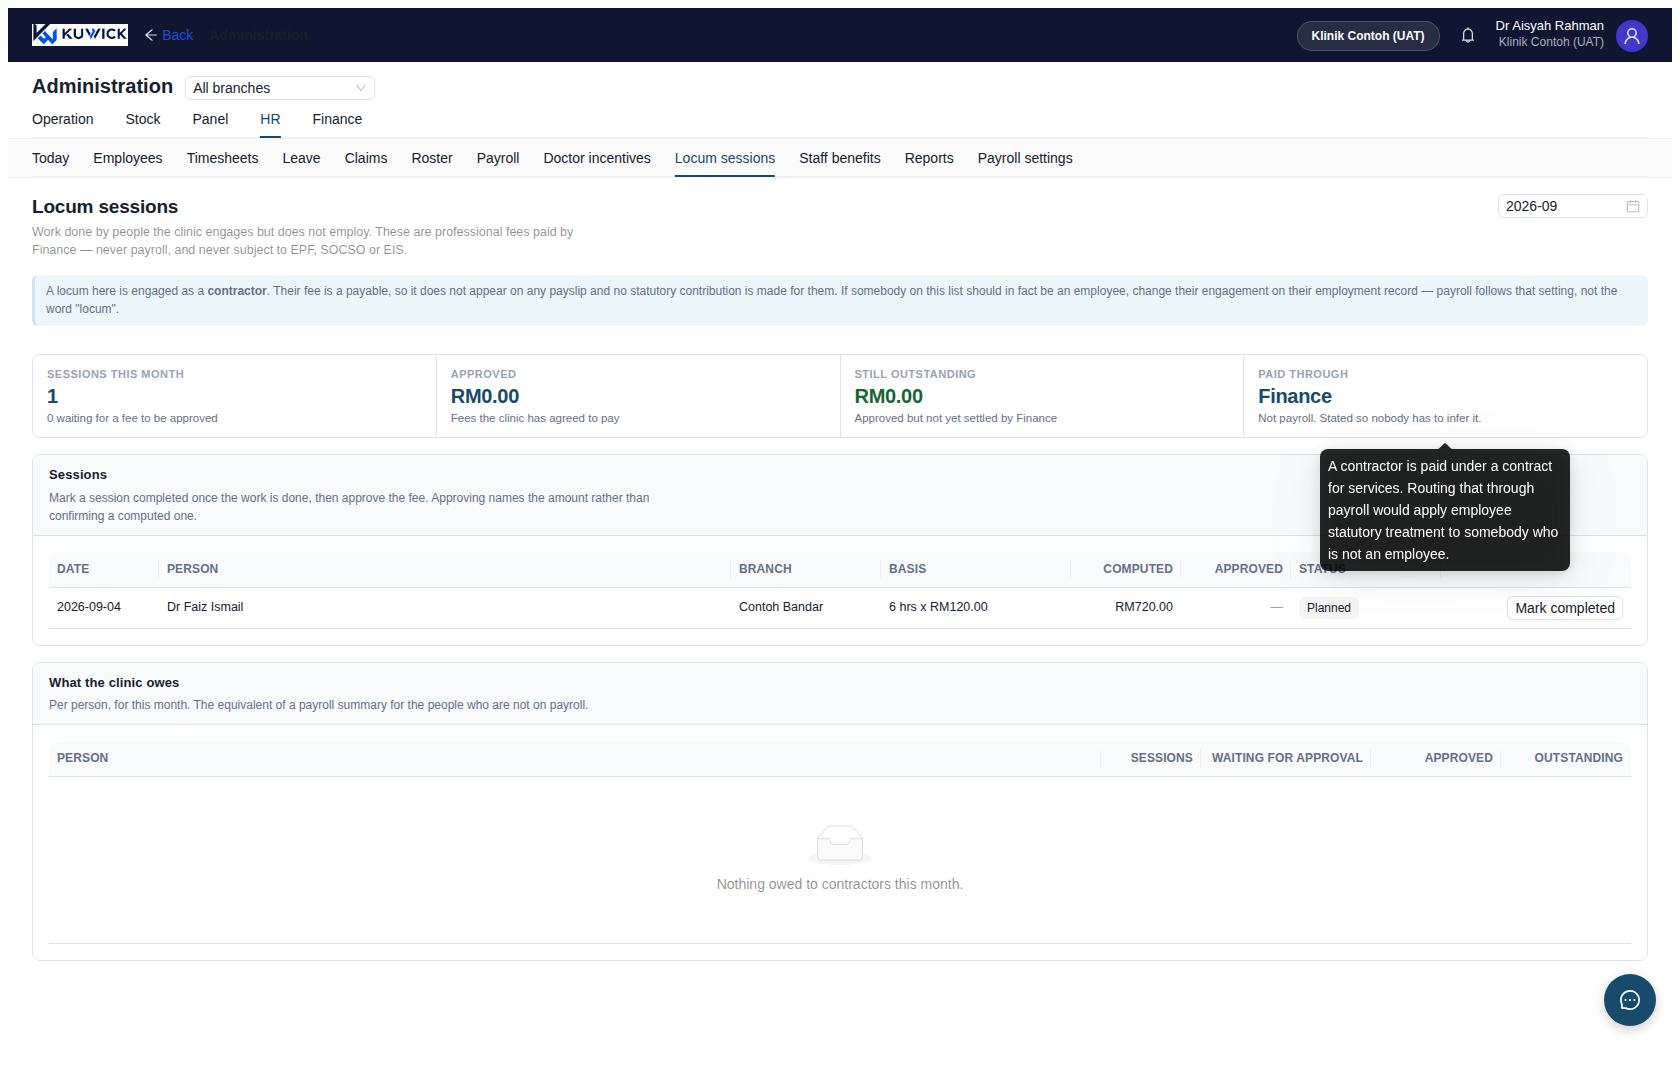 KUWICK
Back
Administration
Klinik Contoh (UAT)
Dr Aisyah Rahman
Klinik Contoh (UAT)
Administration
All branches
Operation
Stock
Panel
HR
Finance
Today
Employees
Timesheets
Leave
Claims
Roster
Payroll
Doctor incentives
Locum sessions
Staff benefits
Reports
Payroll settings
Locum sessions
2026-09
Work done by people the clinic engages but does not employ. These are professional fees paid by
Finance — never payroll, and never subject to EPF, SOCSO or EIS.
A locum here is engaged as a contractor. Their fee is a payable, so it does not appear on any payslip and no statutory contribution is made for them. If somebody on this list should in fact be an employee, change their engagement on their employment record — payroll follows that setting, not the
word "locum".
SESSIONS THIS MONTH
1
0 waiting for a fee to be approved
APPROVED
RM0.00
Fees the clinic has agreed to pay
STILL OUTSTANDING
RM0.00
Approved but not yet settled by Finance
PAID THROUGH
Finance
Not payroll. Stated so nobody has to infer it.
A contractor is paid under a contract
for services. Routing that through
payroll would apply employee
statutory treatment to somebody who
is not an employee.
Sessions
Mark a session completed once the work is done, then approve the fee. Approving names the amount rather than
confirming a computed one.
DATE
PERSON
BRANCH
BASIS
COMPUTED
APPROVED
STATUS
2026-09-04
Dr Faiz Ismail
Contoh Bandar
6 hrs x RM120.00
RM720.00
—
Planned
Mark completed
What the clinic owes
Per person, for this month. The equivalent of a payroll summary for the people who are not on payroll.
PERSON
SESSIONS
WAITING FOR APPROVAL
APPROVED
OUTSTANDING
Nothing owed to contractors this month.